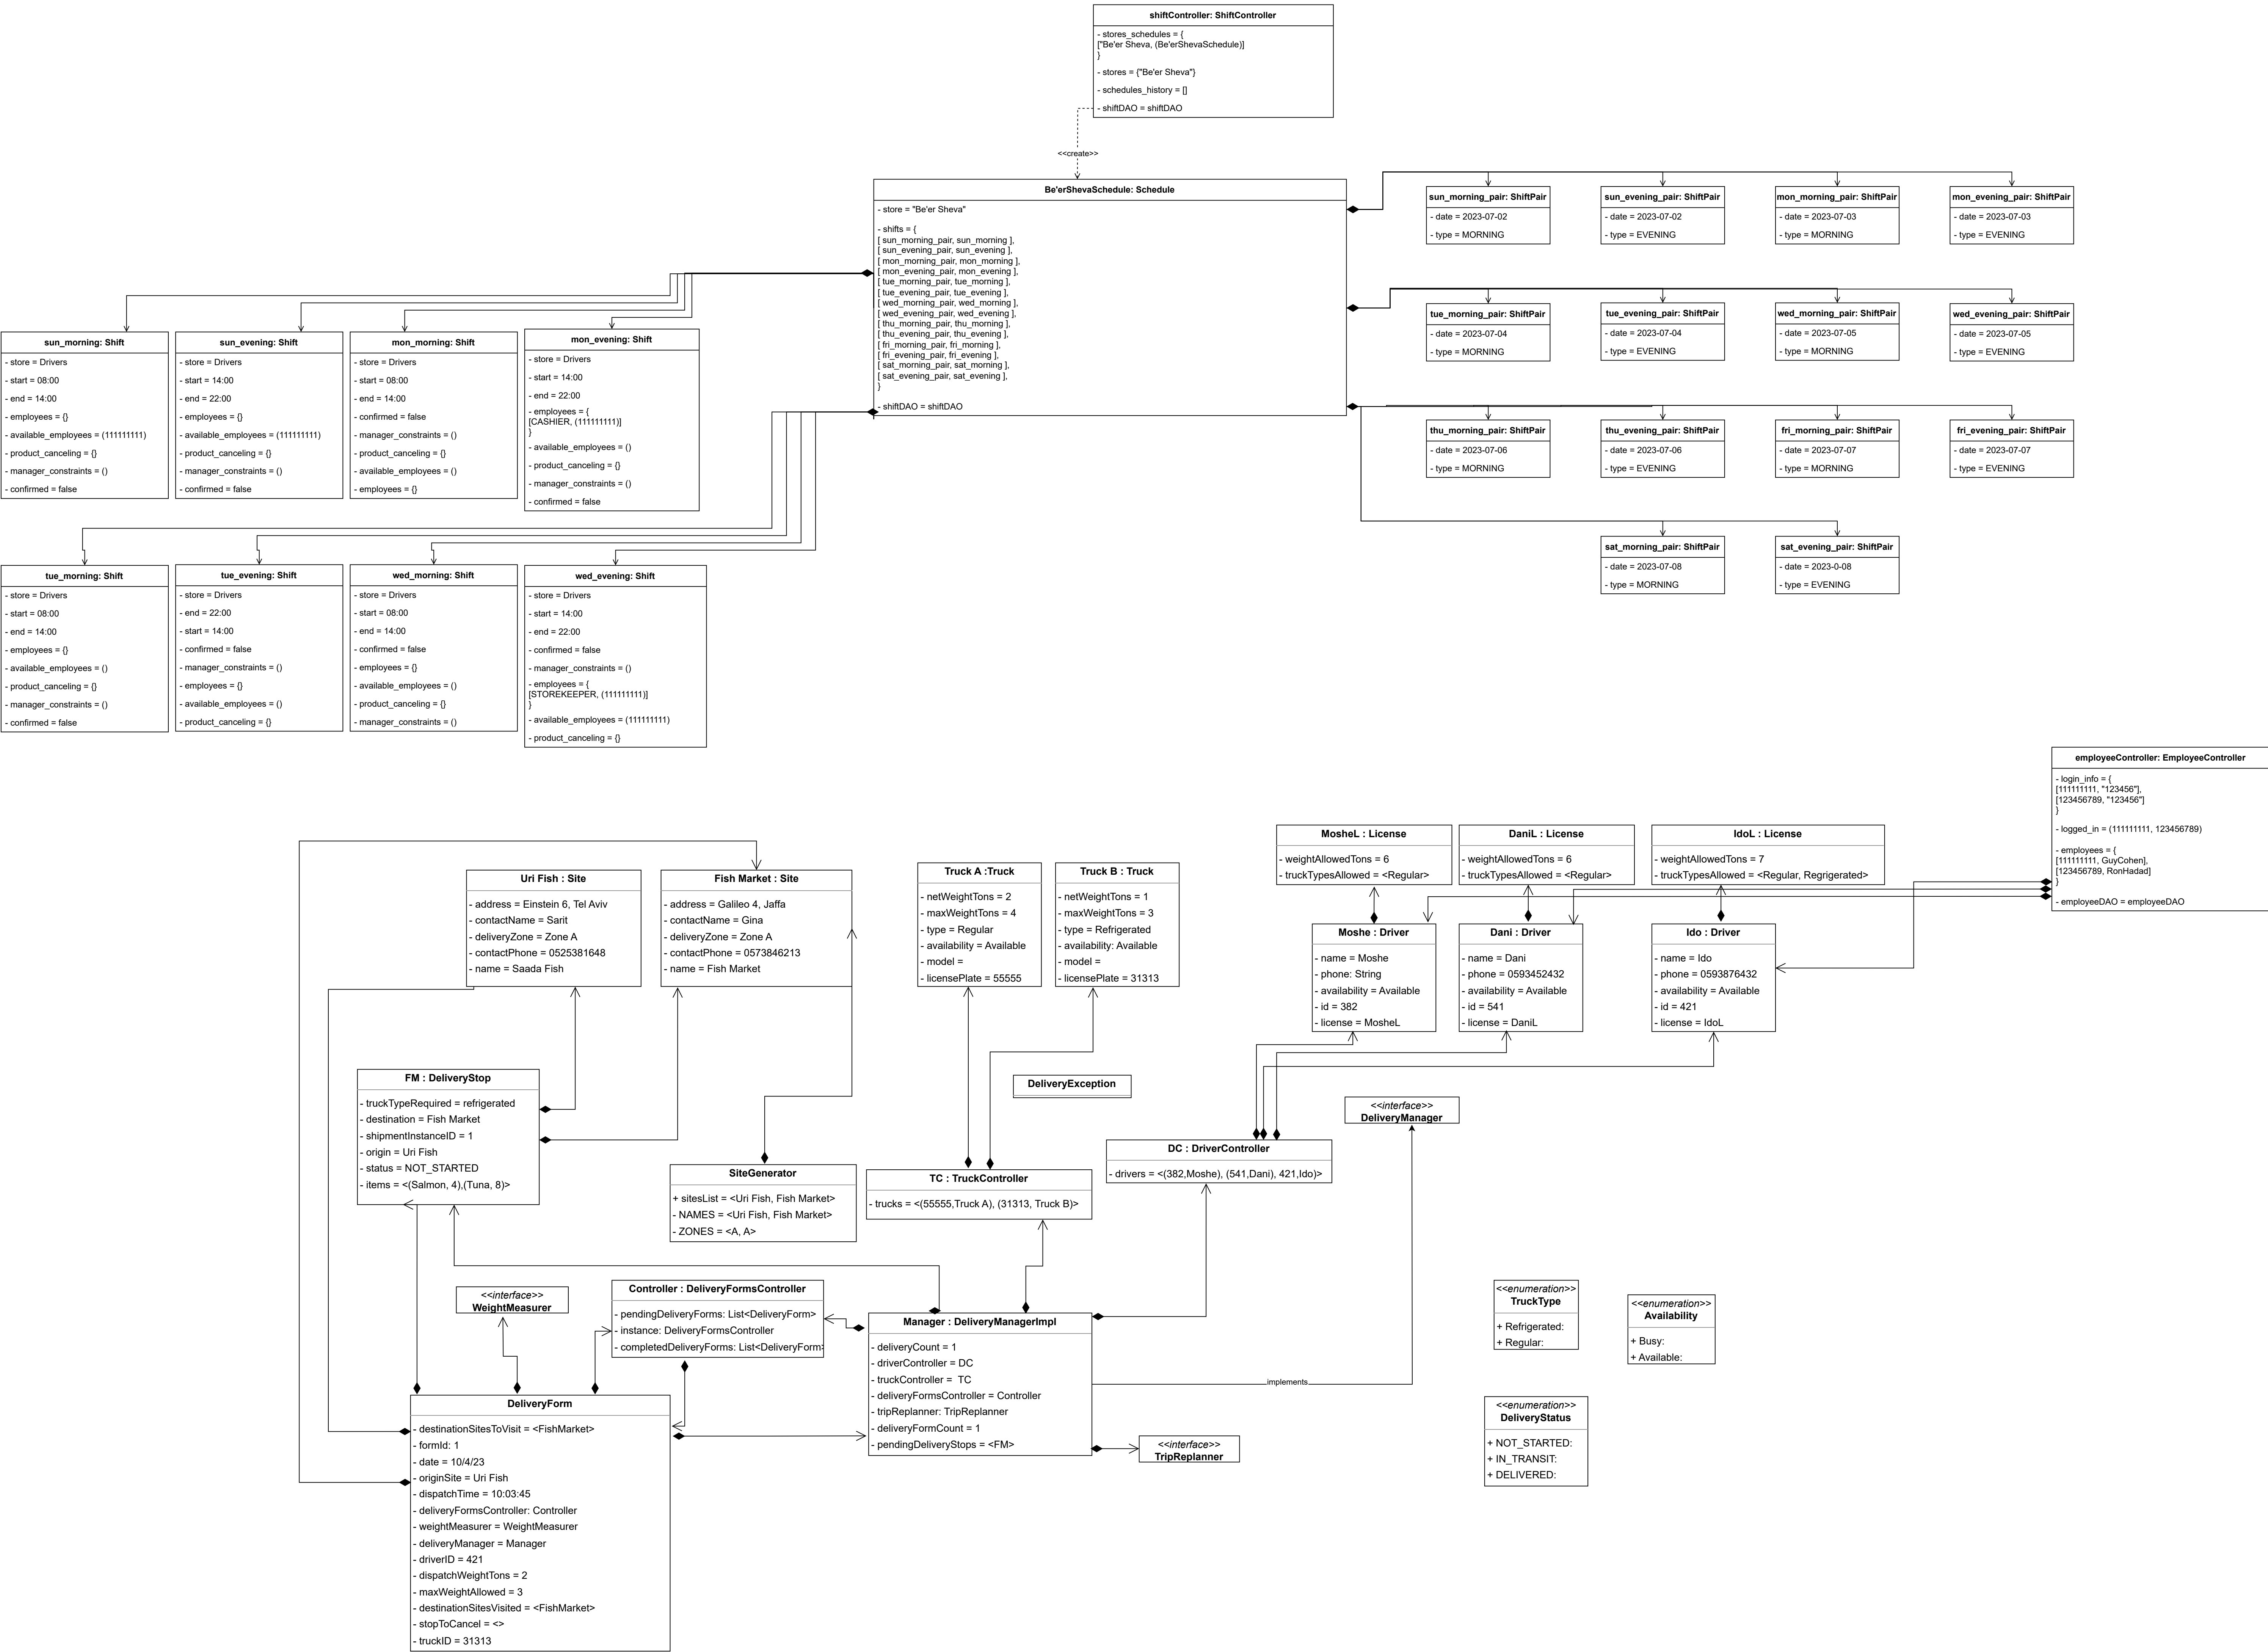 shiftController: ShiftController
- stores_schedules = {
["Be'er Sheva, (Be'erShevaSchedule)]
}
- stores = {"Be'er Sheva"}
- schedules_history = []
- shiftDAO = shiftDAO
<<create>>
Be'erShevaSchedule: Schedule
- store = "Be'er Sheva"
- shifts = {
[ sun_morning_pair, sun_morning ],
[ sun_evening_pair, sun_evening ],
[ mon_morning_pair, mon_morning ],
[ mon_evening_pair, mon_evening ],
[ tue_morning_pair, tue_morning ],
[ tue_evening_pair, tue_evening ],
[ wed_morning_pair, wed_morning ],
[ wed_evening_pair, wed_evening ],
[ thu_morning_pair, thu_morning ],
[ thu_evening_pair, thu_evening ],
[ fri_morning_pair, fri_morning ],
[ fri_evening_pair, fri_evening ],
[ sat_morning_pair, sat_morning ],
[ sat_evening_pair, sat_evening ],
}
- shiftDAO = shiftDAO
sun_morning_pair: ShiftPair
- date = 2023-07-02
- type = MORNING
sun_evening_pair: ShiftPair
- date = 2023-07-02
- type = EVENING
mon_morning_pair: ShiftPair
- date = 2023-07-03
- type = MORNING
mon_evening_pair: ShiftPair
- date = 2023-07-03
- type = EVENING
tue_morning_pair: ShiftPair
- date = 2023-07-04
- type = MORNING
tue_evening_pair: ShiftPair
- date = 2023-07-04
- type = EVENING
wed_morning_pair: ShiftPair
- date = 2023-07-05
- type = MORNING
wed_evening_pair: ShiftPair
- date = 2023-07-05
- type = EVENING
thu_morning_pair: ShiftPair
- date = 2023-07-06
- type = MORNING
thu_evening_pair: ShiftPair
- date = 2023-07-06
- type = EVENING
fri_morning_pair: ShiftPair
- date = 2023-07-07
- type = MORNING
fri_evening_pair: ShiftPair
- date = 2023-07-07
- type = EVENING
sat_morning_pair: ShiftPair
- date = 2023-07-08
- type = MORNING
sat_evening_pair: ShiftPair
- date = 2023-0-08
- type = EVENING
sun_morning: Shift
- store = Drivers
- start = 08:00
- end = 14:00
- employees = {}
- available_employees = (111111111)
- product_canceling = {}
- manager_constraints = ()
- confirmed = false
sun_evening: Shift
- store = Drivers
- start = 14:00
- end = 22:00
- employees = {}
- available_employees = (111111111)
- product_canceling = {}
- manager_constraints = ()
- confirmed = false
mon_morning: Shift
- store = Drivers
- start = 08:00
- end = 14:00
- confirmed = false
- manager_constraints = ()
- product_canceling = {}
- available_employees = ()
- employees = {}
mon_evening: Shift
- store = Drivers
- start = 14:00
- end = 22:00
- employees = {
[CASHIER, (111111111)]
}
- available_employees = ()
- product_canceling = {}
- manager_constraints = ()
- confirmed = false
tue_morning: Shift
- store = Drivers
- start = 08:00
- end = 14:00
- employees = {}
- available_employees = ()
- product_canceling = {}
- manager_constraints = ()
- confirmed = false
tue_evening: Shift
- store = Drivers
- end = 22:00
- start = 14:00
- confirmed = false
- manager_constraints = ()
- employees = {}
- available_employees = ()
- product_canceling = {}
wed_morning: Shift
- store = Drivers
- start = 08:00
- end = 14:00
- confirmed = false
- employees = {}
- available_employees = ()
- product_canceling = {}
- manager_constraints = ()
wed_evening: Shift
- store = Drivers
- start = 14:00
- end = 22:00
- confirmed = false
- manager_constraints = ()
- employees = {
[STOREKEEPER, (111111111)]
}
- available_employees = (111111111)
- product_canceling = {}
employeeController: EmployeeController
- login_info = {
[111111111, "123456"],
[123456789, "123456"]
}
- logged_in = (111111111, 123456789)
- employees = {
[111111111, GuyCohen],
[123456789, RonHadad]
}
- employeeDAO = employeeDAO
MosheL : License
- weightAllowedTons = 6
- truckTypesAllowed = <Regular>
DaniL : License
- weightAllowedTons = 6
- truckTypesAllowed = <Regular>
IdoL : License
- weightAllowedTons = 7
- truckTypesAllowed = <Regular, Regrigerated>
Uri Fish : Site
- address = Einstein 6, Tel Aviv
- contactName = Sarit
- deliveryZone = Zone A
- contactPhone = 0525381648
- name = Saada Fish
Fish Market : Site
- address = Galileo 4, Jaffa
- contactName = Gina
- deliveryZone = Zone A
- contactPhone = 0573846213
- name = Fish Market
Truck A :Truck
- netWeightTons = 2
- maxWeightTons = 4
- type = Regular
- availability = Available
- model =
- licensePlate = 55555
Truck B : Truck
- netWeightTons = 1
- maxWeightTons = 3
- type = Refrigerated
- availability: Available
- model =
- licensePlate = 31313
Moshe : Driver
- name = Moshe
- phone: String
- availability = Available
- id = 382
- license = MosheL
Dani : Driver
- name = Dani
- phone = 0593452432
- availability = Available
- id = 541
- license = DaniL
Ido : Driver
- name = Ido
- phone = 0593876432
- availability = Available
- id = 421
- license = IdoL
FM : DeliveryStop
- truckTypeRequired = refrigerated
- destination = Fish Market
- shipmentInstanceID = 1
- origin = Uri Fish
- status = NOT_STARTED
- items = <(Salmon, 4),(Tuna, 8)>
DeliveryException
<<interface>>
DeliveryManager
SiteGenerator
+ sitesList = <Uri Fish, Fish Market>
- NAMES = <Uri Fish, Fish Market>
- ZONES = <A, A>
TC : TruckController
- trucks = <(55555,Truck A), (31313, Truck B)>
DC : DriverController
- drivers = <(382,Moshe), (541,Dani), 421,Ido)>
<<interface>>
WeightMeasurer
Controller : DeliveryFormsController
- pendingDeliveryForms: List<DeliveryForm>
- instance: DeliveryFormsController
- completedDeliveryForms: List<DeliveryForm>
Manager : DeliveryManagerImpl
- deliveryCount = 1
- driverController = DC
- truckController =  TC
- deliveryFormsController = Controller
- tripReplanner: TripReplanner
- deliveryFormCount = 1
- pendingDeliveryStops = <FM>
implements
<<interface>>
TripReplanner
<<enumeration>>
TruckType
+ Refrigerated:
+ Regular:
<<enumeration>>
Availability
+ Busy:
+ Available:
<<enumeration>>
DeliveryStatus
+ NOT_STARTED:
+ IN_TRANSIT:
+ DELIVERED:
DeliveryForm
- destinationSitesToVisit = <FishMarket>
- formId: 1
- date = 10/4/23
- originSite = Uri Fish
- dispatchTime = 10:03:45
- deliveryFormsController: Controller
- weightMeasurer = WeightMeasurer
- deliveryManager = Manager
- driverID = 421
- dispatchWeightTons = 2
- maxWeightAllowed = 3
- destinationSitesVisited = <FishMarket>
- stopToCancel = <>
- truckID = 31313